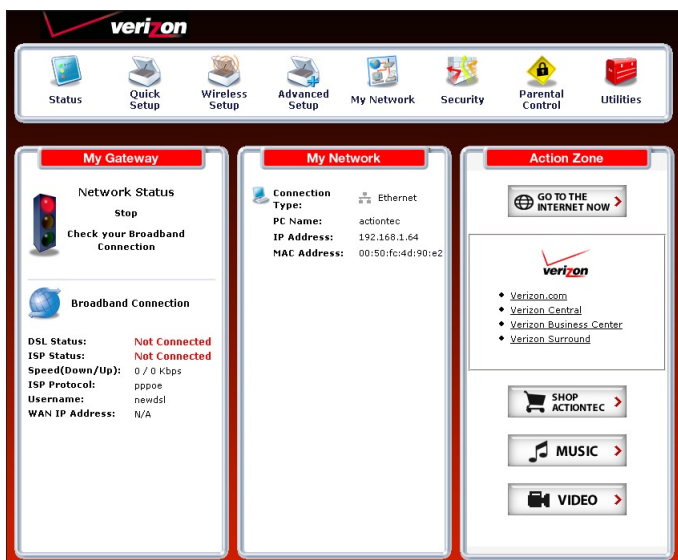 verizon
Status
Quick Setup
Wireless Setup
Advanced Setup
My Network
Security
Parental Control
Utilities
My Gateway
Network Status
Stop
Check your Broadband
Connection
Broadband Connection
DSL Status: Not Connected
ISP Status: Not Connected
Speed(Down/Up): 0 / 0 Kbps
ISP Protocol: pppoe
Username: newdsl
WAN IP Address: N/A
My Network
Connection Type: Ethernet
PC Name: actiontec
IP Address: 192.168.1.64
MAC Address: 00:50:fc:4d:90:e2
Action Zone
GO TO THE
INTERNET NOW
verizon
Verizon.com
Verizon Central
Verizon Business Center
Verizon Surround
SHOP
ACTIONTEC
MUSIC
VIDEO